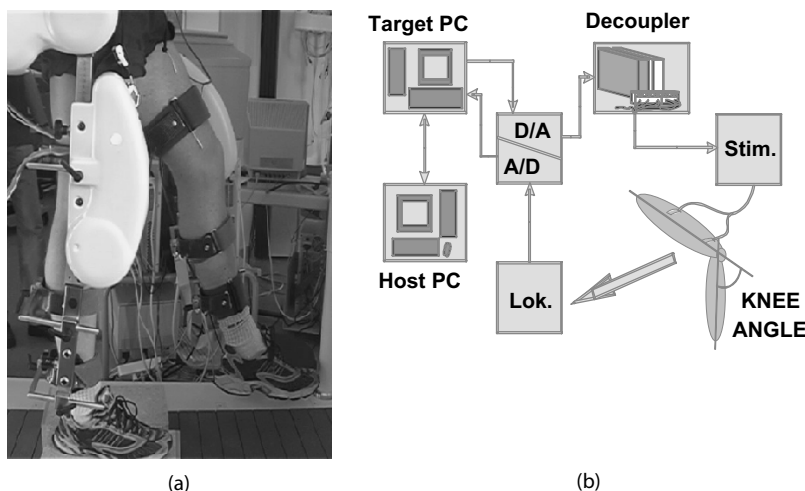 Target PC
Decoupler
D/A
A/D
Stim.
Host PC
Lok.
KNEE
ANGLE
(a)
(b)